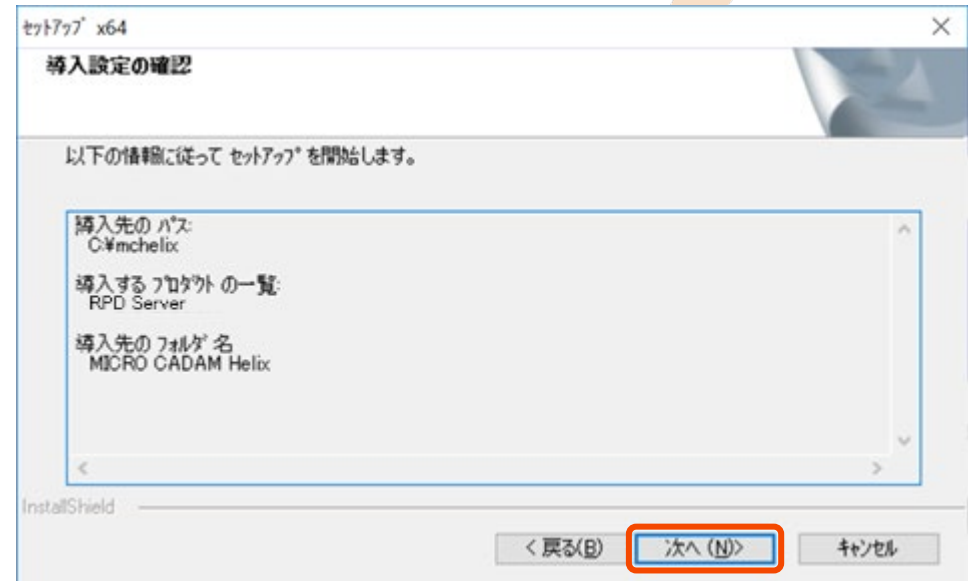 ｾｯﾄｱｯﾌﾟ x64
導入設定の確認
以下の情報に従って ｾｯﾄｱｯﾌﾟを開始します。
導入先の ﾊﾟｽ:
C:¥mchelix
導入する ﾌﾟﾛﾀﾞｸﾄ の一覧:
RPD Server
導入先の ﾌｫﾙﾀﾞ 名
MICRO CADAM Helix
InstallShield
< 戻る(B)
次へ (N)>
ｷｬﾝｾﾙ